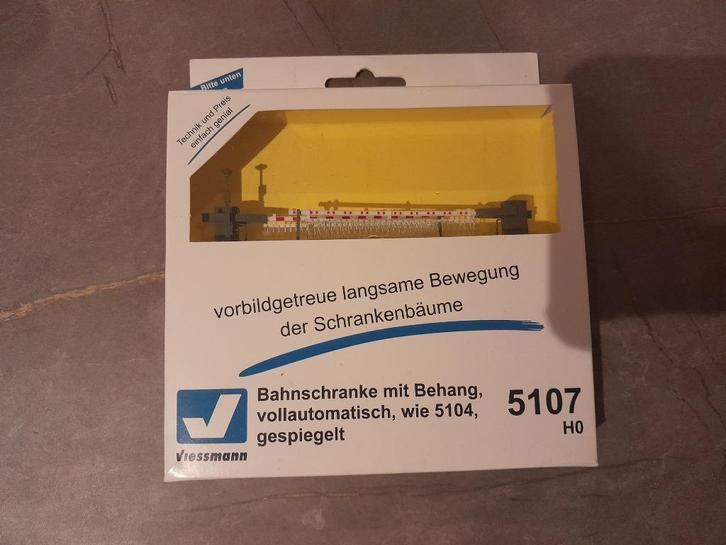 Bitte unten
Technik und Preis
einfach genial
vorbildgetreue langsame Bewegung
der Schrankenbäume
Bahnschranke mit Behang,
vollautomatisch, wie 5104,
gespiegelt
5107
H0
Viessmann